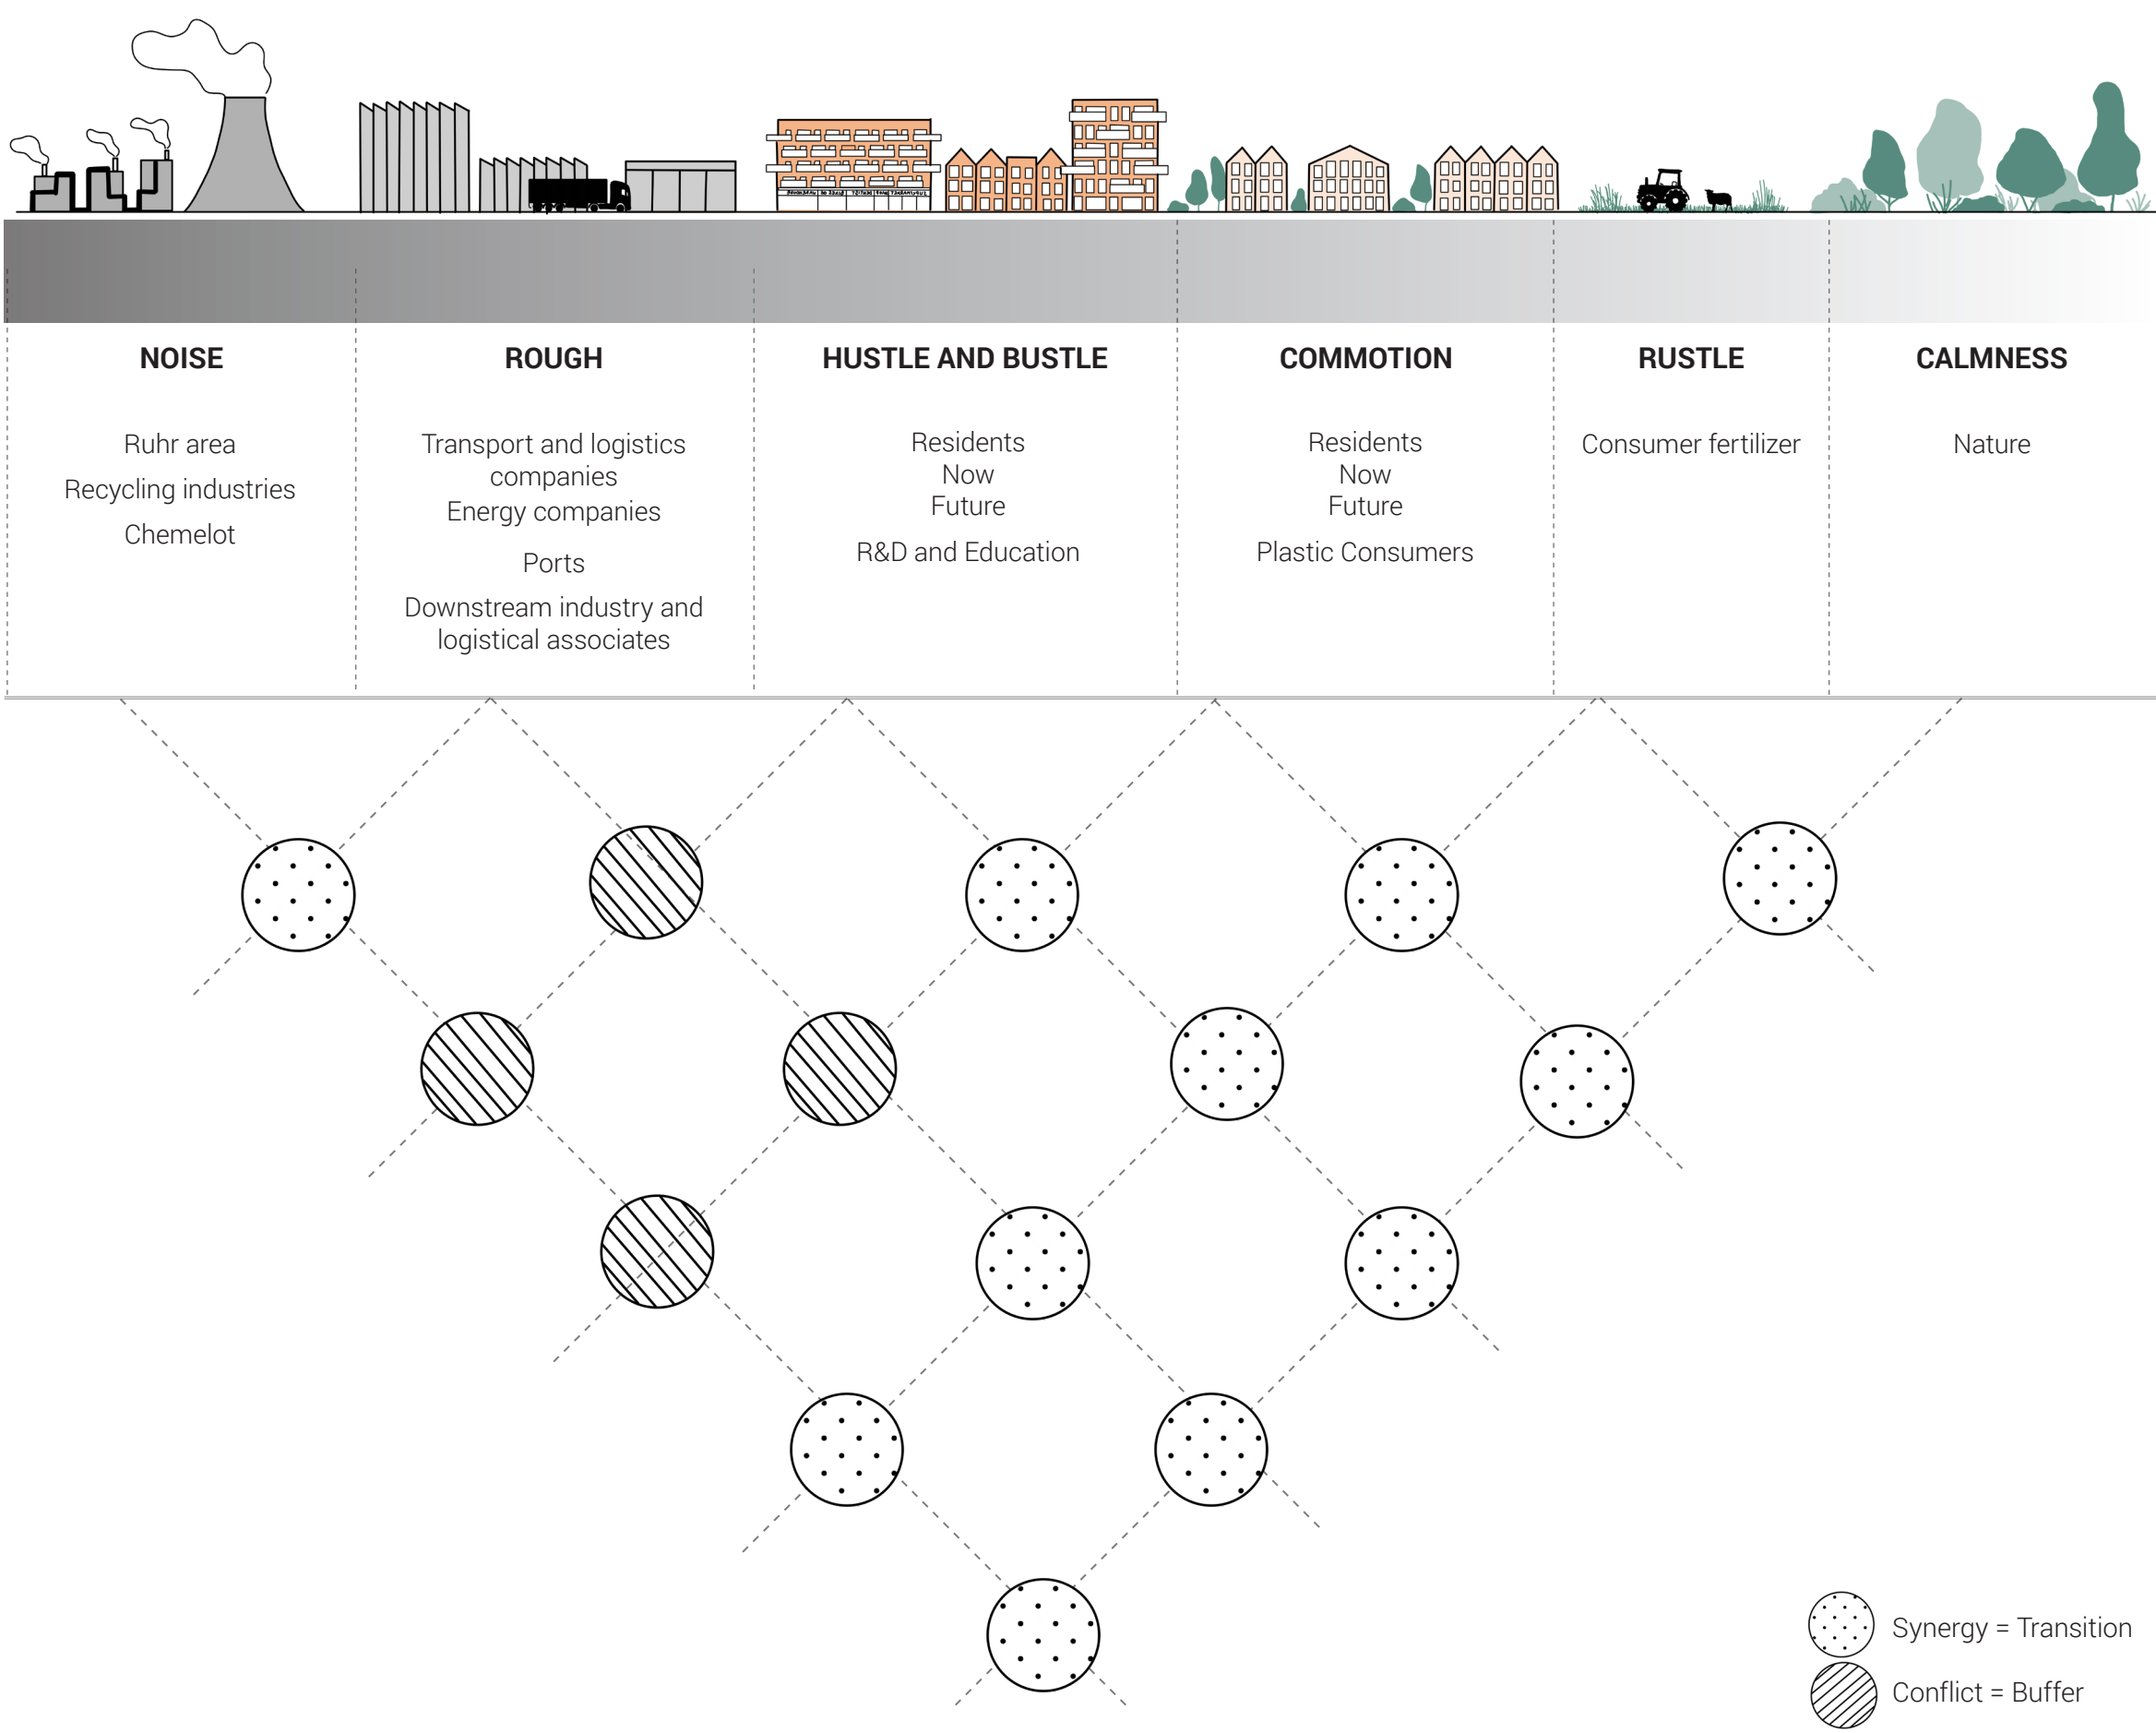 NOISE
Ruhr area
Recycling industries
Chemelot
ROUGH
Transport and logistics
companies
Energy companies
Ports
Downstream industry and
logistical associates
HUSTLE AND BUSTLE
Residents
Now
Future
R&D and Education
COMMOTION
Residents
Now
Future
Plastic Consumers
RUSTLE
Consumer fertilizer
CALMNESS
Nature
Synergy = Transition
Conflict = Buffer